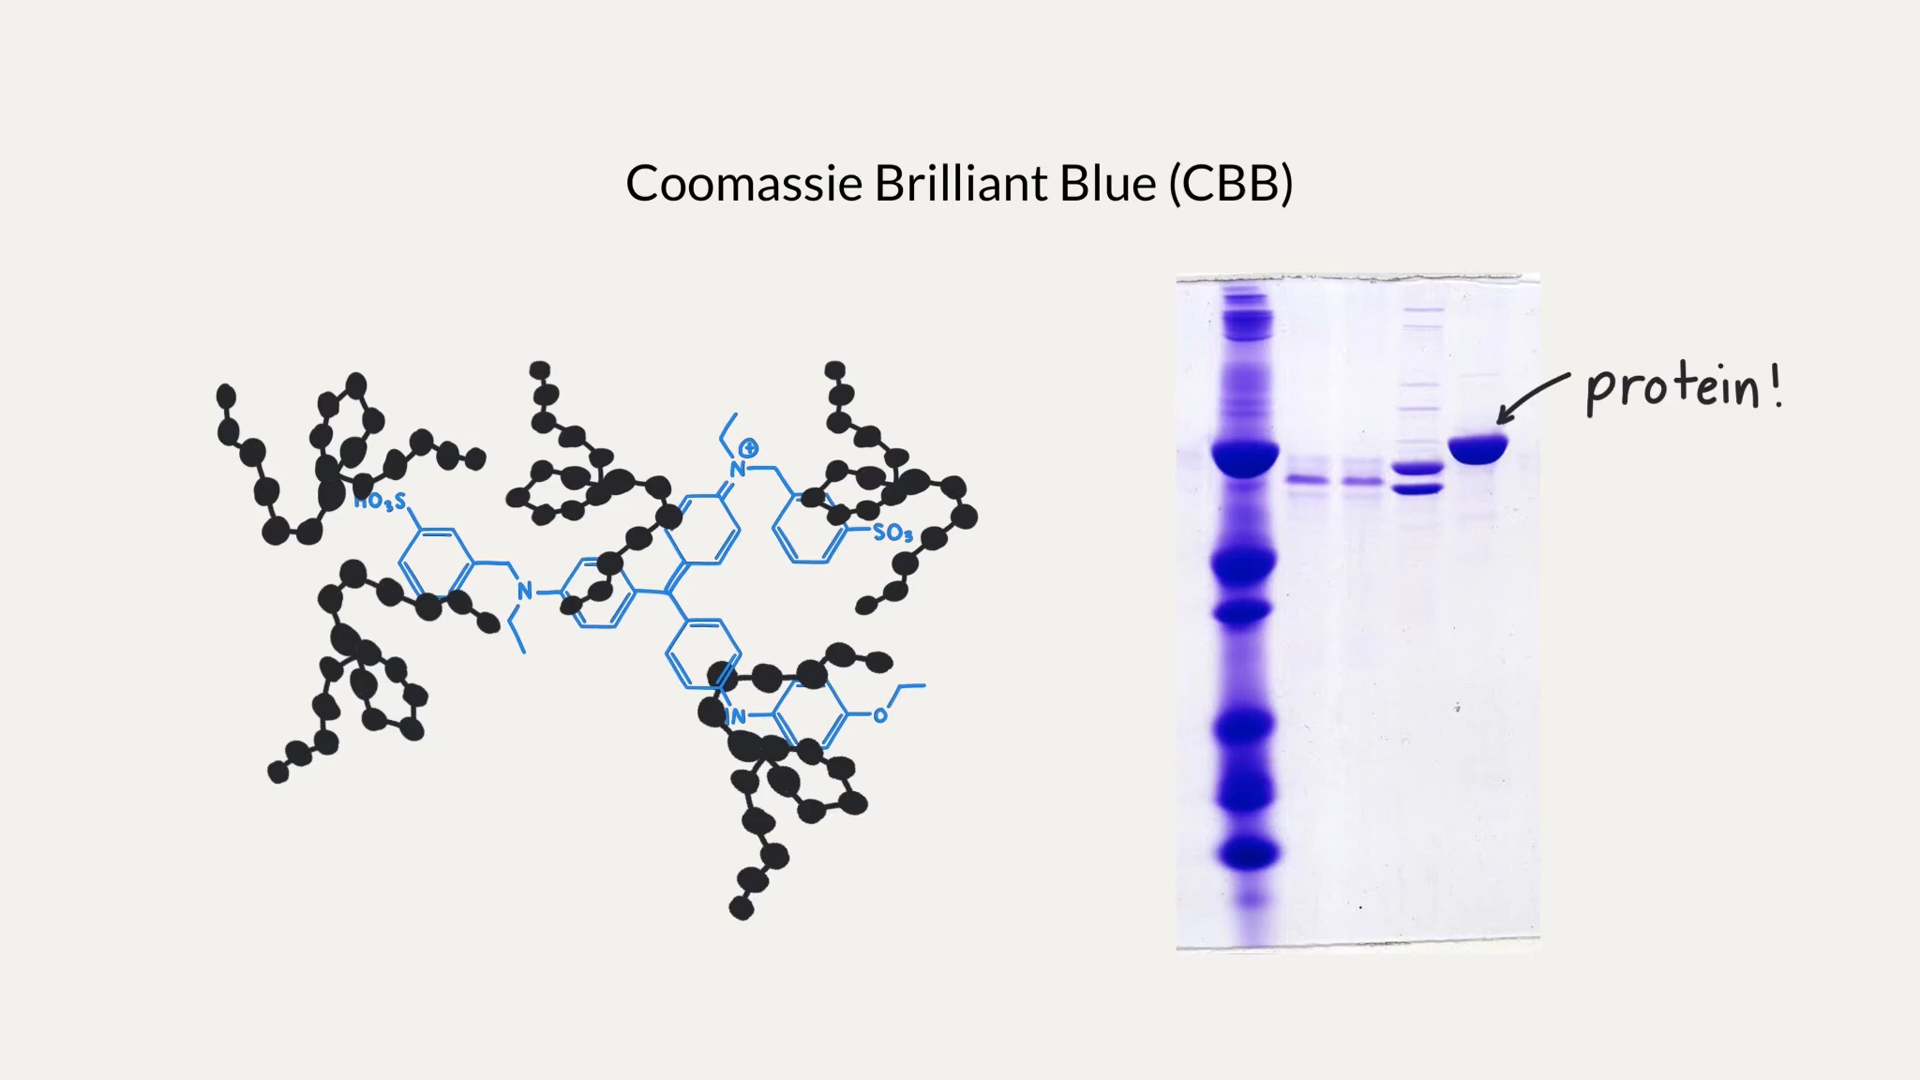 Coomassie Brilliant Blue (CBB)
protein!
N⊕
HO₃S
SO₃
N
N
O